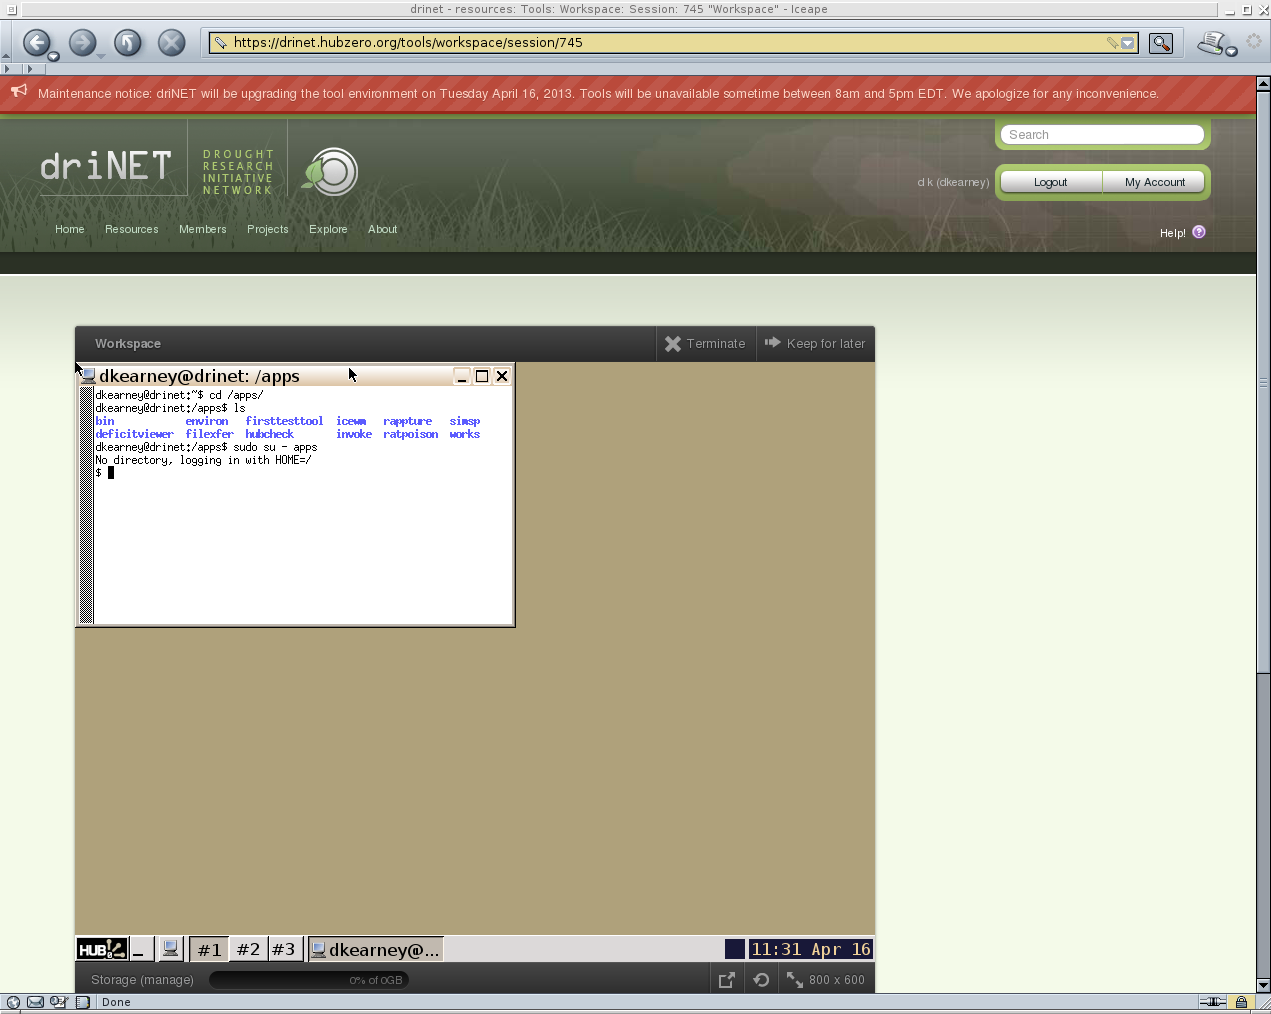 drinet - resources: Tools: Workspace: Session: 745 "Workspace" - Iceape
https://drinet.hubzero.org/tools/workspace/session/745
Maintenance notice: driNET will be upgrading the tool environment on Tuesday April 16, 2013. Tools will be unavailable sometime between 8am and 5pm EDT. We apologize for any inconvenience.
Search
driNET
DROUGHT
RESEARCH
INITIATIVE
NETWORK
d k (dkearney)
Logout
My Account
Home
Resources
Members
Projects
Explore
About
Help!
Workspace
Terminate
Keep for later
dkearney@drinet: /apps
dkearney@drinet:~$ cd /apps/
dkearney@drinet:/apps$ ls
bin environ firsttesttool icewm rappture simsp
deficitviewer filexfer hubcheck invoke ratpoison works
dkearney@drinet:/apps$ sudo su - apps
No directory, logging in with HOME=/
$
HUB
#1
#2
#3
dkearney@...
11:31 Apr 16
Storage (manage)
0% of 0GB
800 x 600
Done